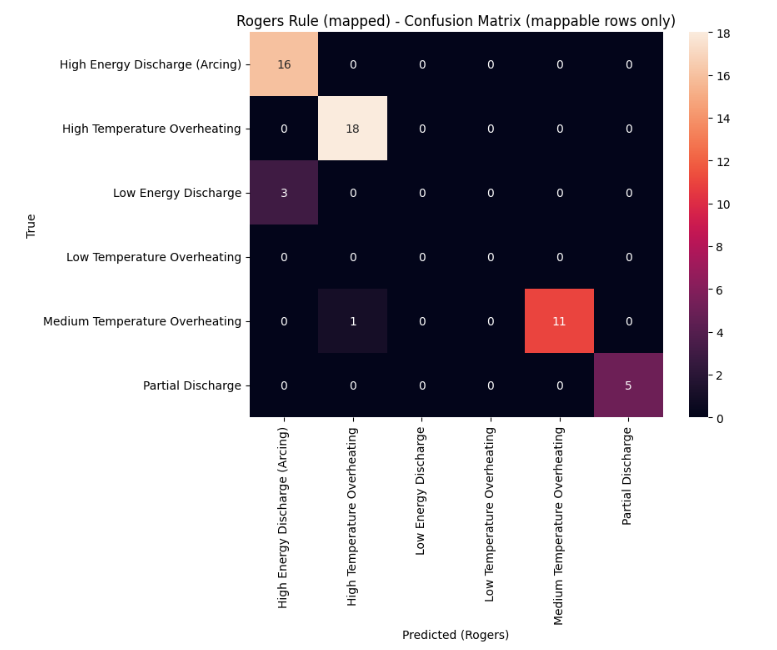 Rogers Rule (mapped) - Confusion Matrix (mappable rows only)
True
High Energy Discharge (Arcing) 16 0 0 0 0 0
High Temperature Overheating 0 18 0 0 0 0
Low Energy Discharge 3 0 0 0 0 0
Low Temperature Overheating 0 0 0 0 0 0
Medium Temperature Overheating 0 1 0 0 11 0
Partial Discharge 0 0 0 0 0 5
High Energy Discharge (Arcing)
High Temperature Overheating
Low Energy Discharge
Low Temperature Overheating
Medium Temperature Overheating
Partial Discharge
Predicted (Rogers)
18
16
14
12
10
8
6
4
2
0